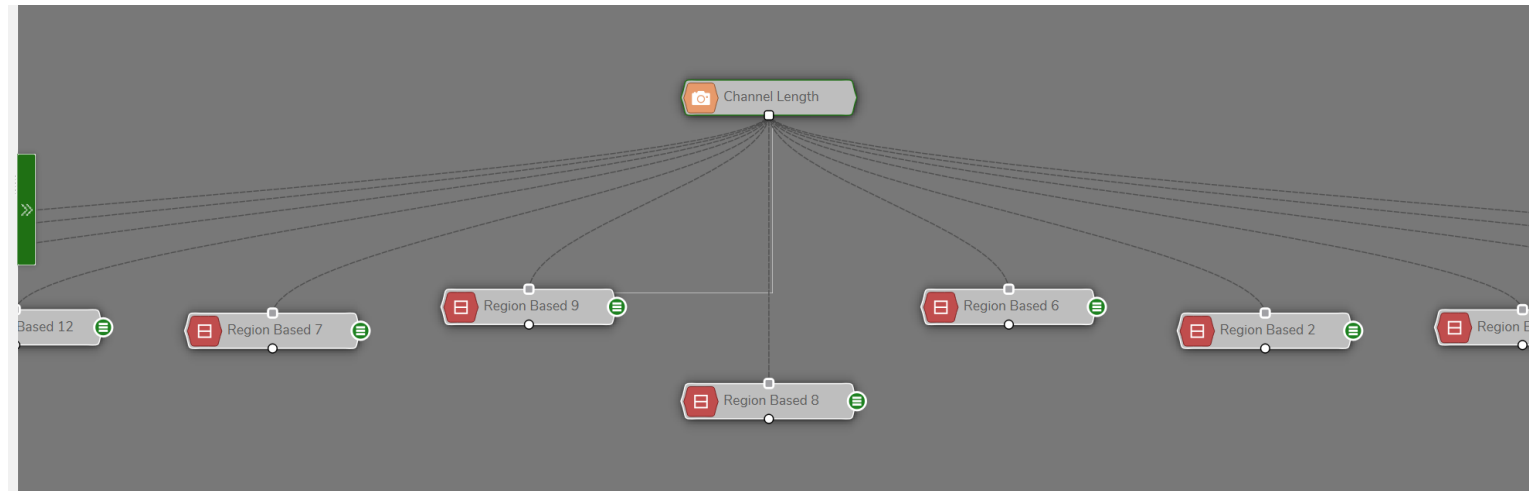 Channel Length
Based 12
Region Based 7
Region Based 9
Region Based 8
Region Based 6
Region Based 2
Region B